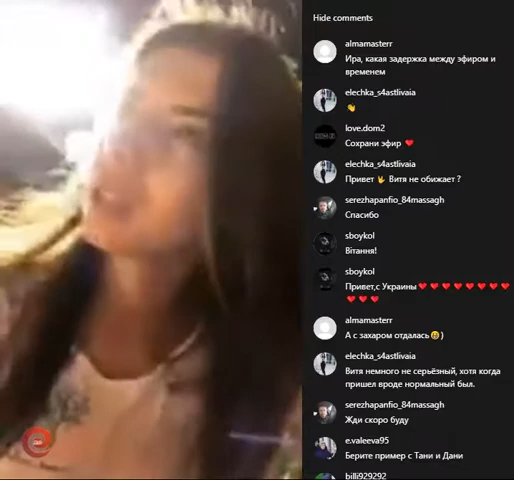 Hide comments
almamasterr
Ира, какая задержка между эфиром и
временем
elechka_s4astlivaia
👏
love.dom2
Сохрани эфир ❤️
elechka_s4astlivaia
Привет 🤟 Витя не обижает ?
serezhapanfio_84massagh
Спасибо
sboykol
Вітання!
sboykol
Привет,с Украины❤️❤️❤️❤️❤️❤️❤️❤️
❤️❤️❤️
almamasterr
А с захаром отдалась😢)
elechka_s4astlivaia
Витя немного не серьёзный, хотя когда
пришел вроде нормальный был.
serezhapanfio_84massagh
Жди скоро буду
e.valeeva95
Берите пример с Тани и Дани
billi929292